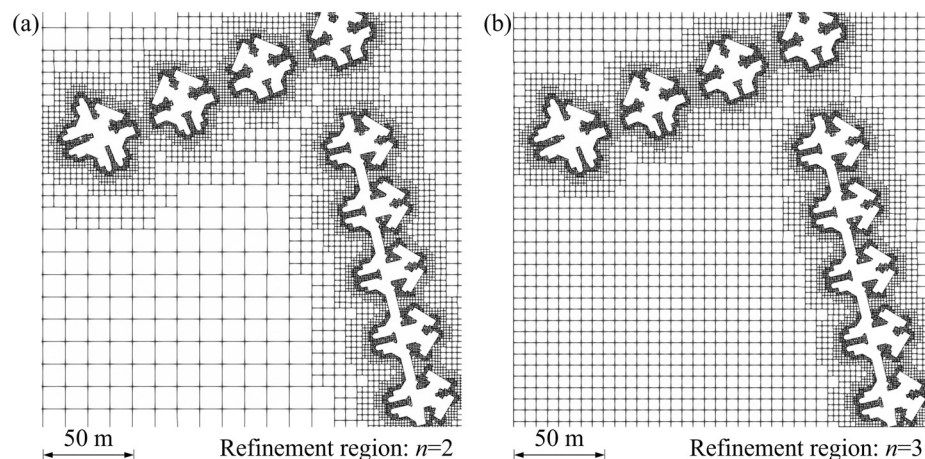 (a)
(b)
50 m
Refinement region: n=2
50 m
Refinement region: n=3